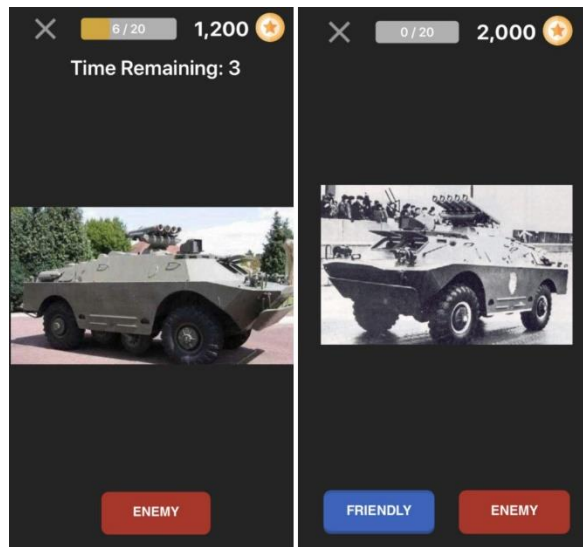 6 / 20
1,200
Time Remaining: 3
ENEMY
0 / 20
2,000
FRIENDLY
ENEMY